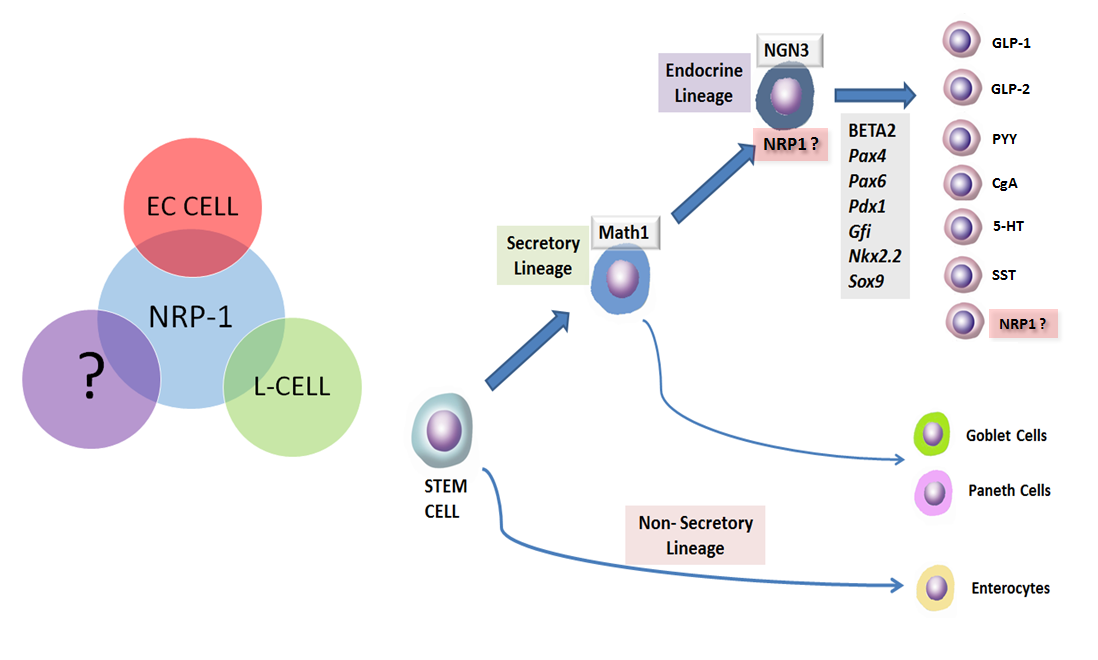 EC CELL
NRP-1
?
L-CELL
STEM
CELL
Secretory
Lineage
Math1
Endocrine
Lineage
NGN3
NRP1 ?
BETA2
Pax4
Pax6
Pdx1
Gfi
Nkx2.2
Sox9
GLP-1
GLP-2
PYY
CgA
5-HT
SST
NRP1 ?
Goblet Cells
Paneth Cells
Non- Secretory
Lineage
Enterocytes